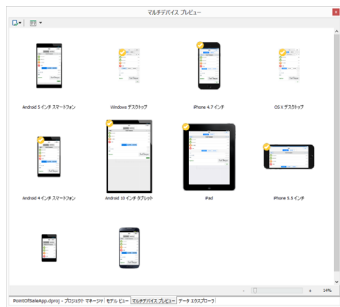 マルチデバイス プレビュー
Android 5 インチ スマートフォン
Windows デスクトップ
iPhone 4.7 インチ
OS X デスクトップ
Android 4 インチ スマートフォン
Android 10 インチ タブレット
iPad
iPhone 5.5 インチ
24%
PointOfSaleApp.dproj - プロジェクト マネージャ モデル ビュー マルチデバイス プレビュー データ エクスプローラ